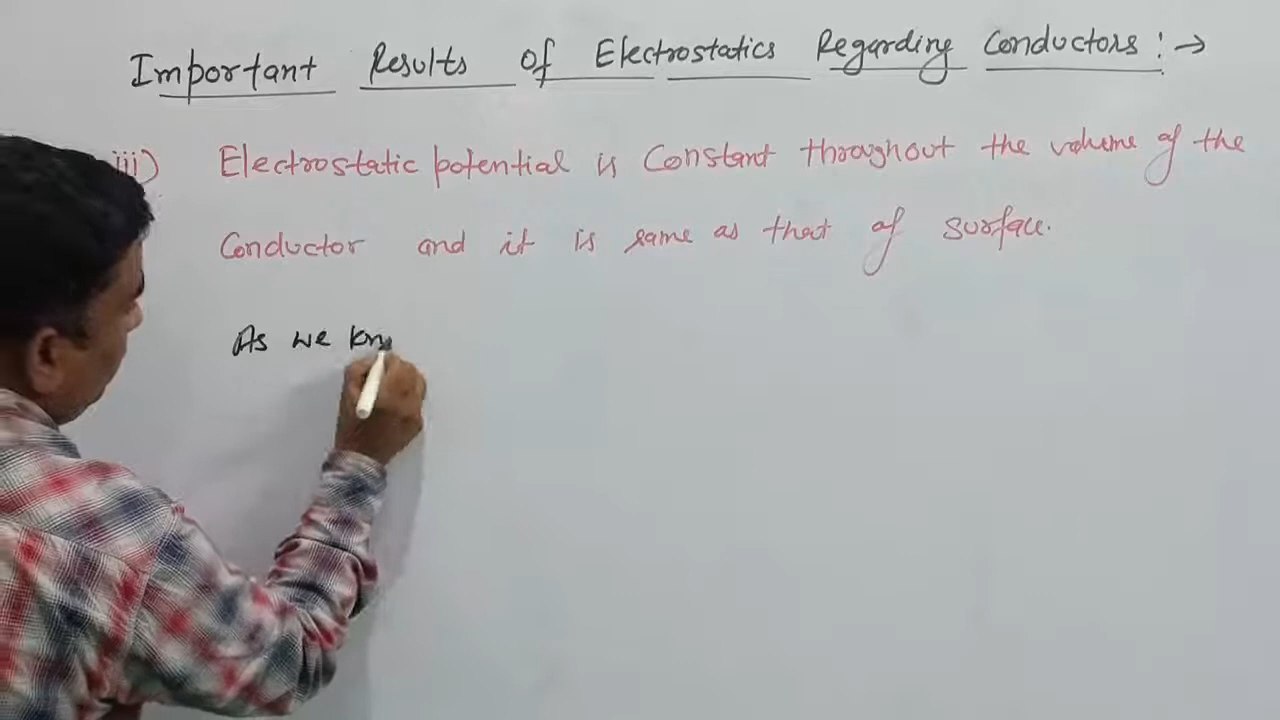 Important Results of Electrostatics Regarding Conductors :→
iii) Electrostatic potential is Constant throughout the volume of the
Conductor and it is same as that of surface.
As we kn